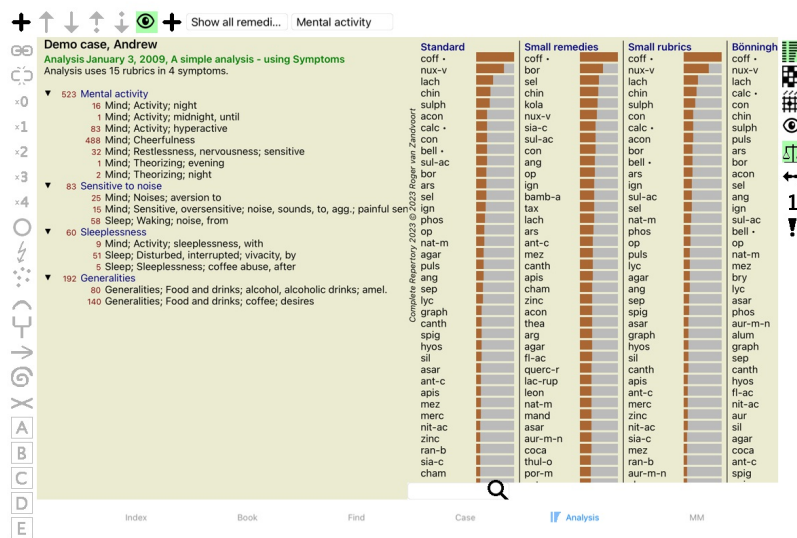 Show all remedi...
Mental activity
Demo case, Andrew
Analysis January 3, 2009, A simple analysis - using Symptoms
Analysis uses 15 rubrics in 4 symptoms.
▼ 523 Mental activity
16 Mind; Activity; night
1 Mind; Activity; midnight, until
83 Mind; Activity; hyperactive
488 Mind; Cheerfulness
32 Mind; Restlessness, nervousness; sensitive
1 Mind; Theorizing; evening
2 Mind; Theorizing; night
▼ 83 Sensitive to noise
25 Mind; Noises; aversion to
15 Mind; Sensitive, oversensitive; noise, sounds, to, agg.; painful sen
58 Sleep; Waking; noise, from
▼ 60 Sleeplessness
9 Mind; Activity; sleeplessness, with
51 Sleep; Disturbed, interrupted; vivacity, by
5 Sleep; Sleeplessness; coffee abuse, after
▼ 192 Generalities
80 Generalities; Food and drinks; alcohol, alcoholic drinks; amel.
140 Generalities; Food and drinks; coffee; desires
x0
x1
x2
x3
x4
A
B
C
D
E
Complete Repertory 2023 © 2023 Roger van Zandvoort
Standard
coff •
nux-v
lach
chin
sulph
acon
calc •
con
bell •
sul-ac
bor
ars
sel
ign
phos
op
nat-m
agar
puls
ang
sep
lyc
graph
canth
spig
hyos
sil
asar
ant-c
apis
mez
merc
nit-ac
zinc
ran-b
sia-c
cham
Small remedies
coff •
bor
sel
chin
kola
nux-v
sia-c
sul-ac
con
ang
op
ign
bamb-a
tax
lach
ars
ant-c
mez
canth
apis
cham
zinc
acon
thea
arg
agar
fl-ac
querc-r
lac-rup
leon
nat-m
mand
asar
aur-m-n
coca
thul-o
por-m
Small rubrics
coff •
nux-v
lach
chin
sulph
con
calc •
acon
bor
bell •
ars
ign
sul-ac
sel
nat-m
phos
op
puls
lyc
agar
ang
sep
spig
asar
graph
hyos
sil
canth
apis
ant-c
merc
zinc
nit-ac
sia-c
mez
ran-b
aur-m-n
Bönningh
coff •
nux-v
lach
calc •
con
chin
sulph
puls
ars
bor
acon
sel
ang
ign
sul-ac
bell •
op
nat-m
mez
bry
lyc
asar
phos
aur-m-n
alum
graph
sep
canth
hyos
fl-ac
nit-ac
aur
sil
agar
coca
ant-c
spig
1
Index
Book
Find
Case
Analysis
MM